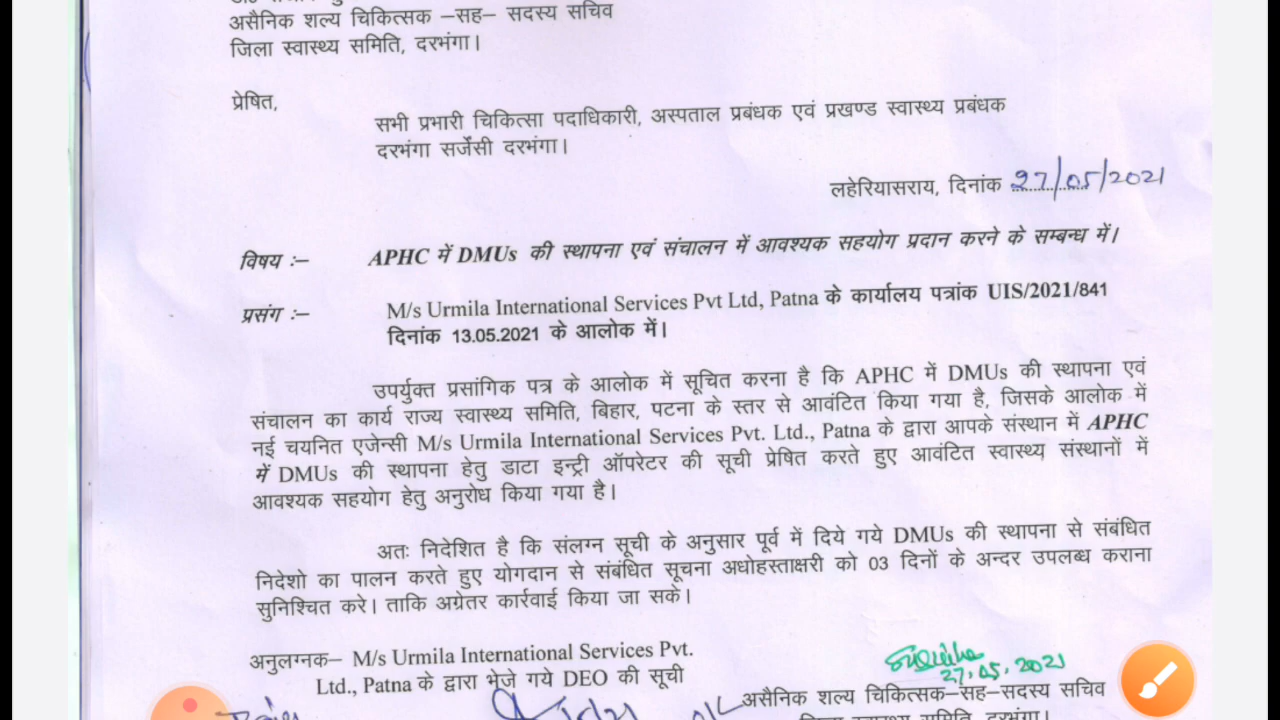 असैनिक शल्य चिकित्सक –सह– सदस्य सचिव
जिला स्वास्थ्य समिति, दरभंगा।
प्रेषित,
सभी प्रभारी चिकित्सा पदाधिकारी, अस्पताल प्रबंधक एवं प्रखण्ड स्वास्थ्य प्रबंधक
दरभंगा सर्जेसी दरभंगा।
लहेरियासराय, दिनांक 27/05/2021
विषय :– APHC में DMUs की स्थापना एवं संचालन में आवश्यक सहयोग प्रदान करने के सम्बन्ध में।
प्रसंग :– M/s Urmila International Services Pvt Ltd, Patna के कार्यालय पत्रांक UIS/2021/841
दिनांक 13.05.2021 के आलोक में।
उपर्युक्त प्रसांगिक पत्र के आलोक में सूचित करना है कि APHC में DMUs की स्थापना एवं
संचालन का कार्य राज्य स्वास्थ्य समिति, बिहार, पटना के स्तर से आवंटित किया गया है, जिसके आलोक में
नई चयनित एजेन्सी M/s Urmila International Services Pvt. Ltd., Patna के द्वारा आपके संस्थान में APHC
में DMUs की स्थापना हेतु डाटा इन्ट्री ऑपरेटर की सूची प्रेषित करते हुए आवंटित स्वास्थ्य संस्थानों में
आवश्यक सहयोग हेतु अनुरोध किया गया है।
अतः निदेशित है कि संलग्न सूची के अनुसार पूर्व में दिये गये DMUs की स्थापना से संबंधित
निदेशो का पालन करते हुए योगदान से संबंधित सूचना अधोहस्ताक्षरी को 03 दिनों के अन्दर उपलब्ध कराना
सुनिश्चित करे। ताकि अग्रेतर कार्रवाई किया जा सके।
अनुलग्नक– M/s Urmila International Services Pvt.
Ltd., Patna के द्वारा भेजे गये DEO की सूची
27.05.2021
असैनिक शल्य चिकित्सक–सह–सदस्य सचिव
जिला स्वास्थ्य समिति, दरभंगा।